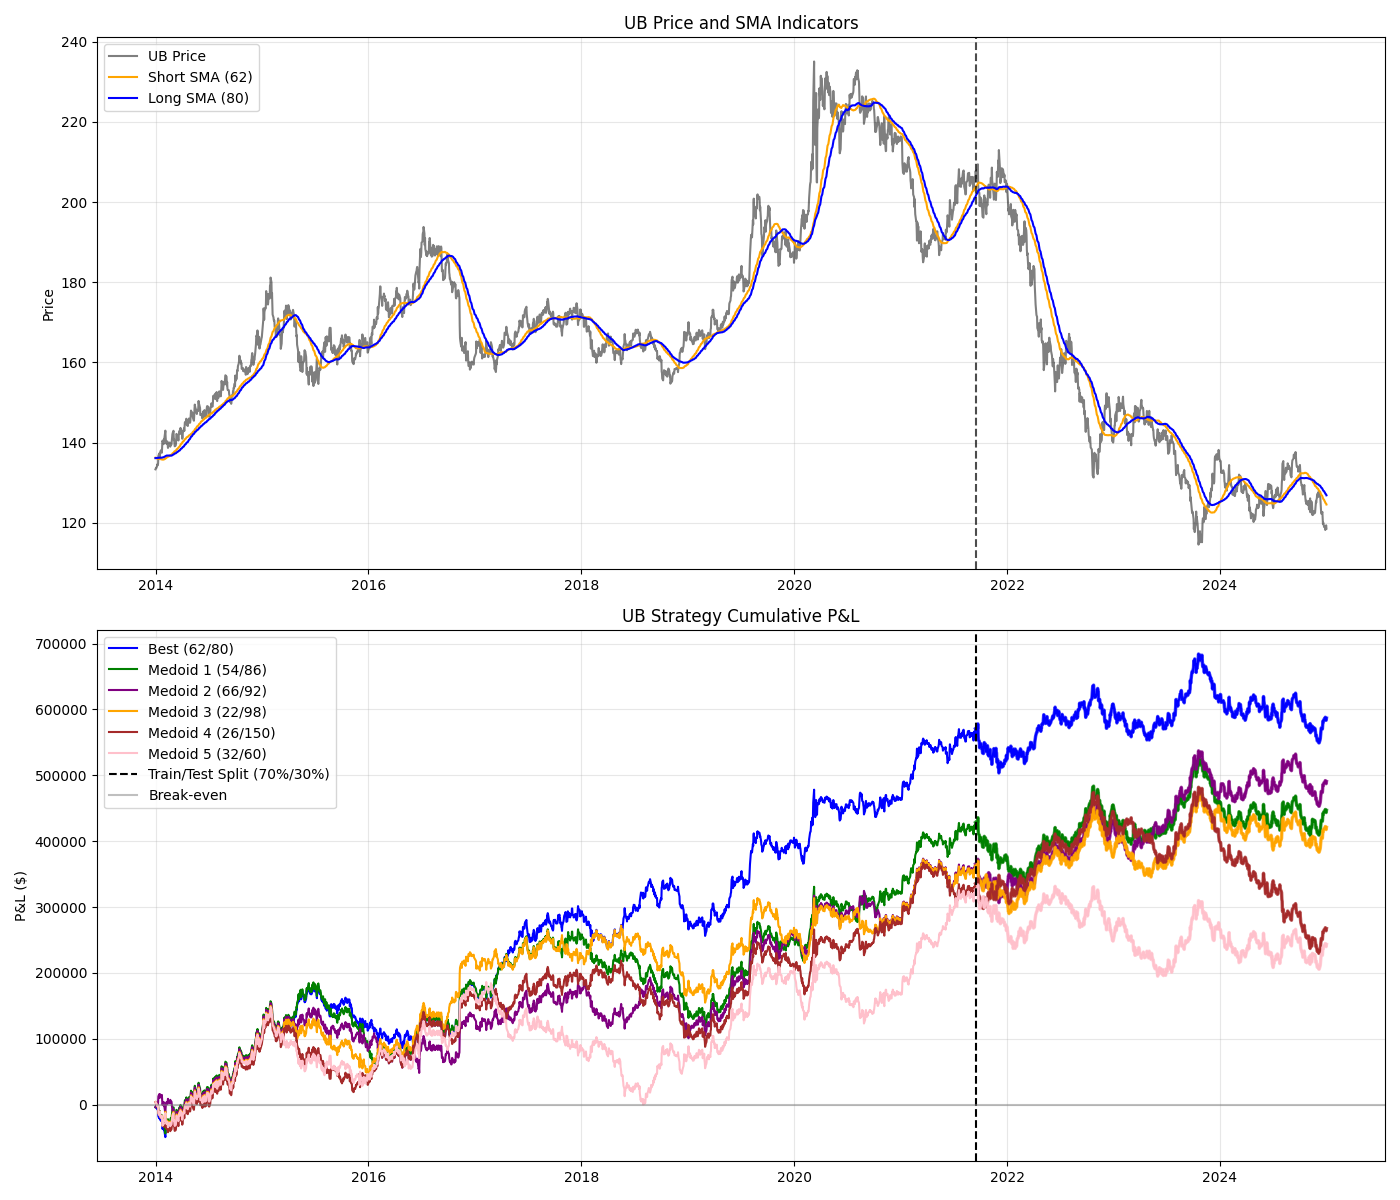 UB Price and SMA Indicators
UB Price
Short SMA (62)
Long SMA (80)
Price
240
220
200
180
160
140
120
2014
2016
2018
2020
2022
2024
UB Strategy Cumulative P&L
Best (62/80)
Medoid 1 (54/86)
Medoid 2 (66/92)
Medoid 3 (22/98)
Medoid 4 (26/150)
Medoid 5 (32/60)
Train/Test Split (70%/30%)
Break-even
P&L ($)
700000
600000
500000
400000
300000
200000
100000
0
2014
2016
2018
2020
2022
2024